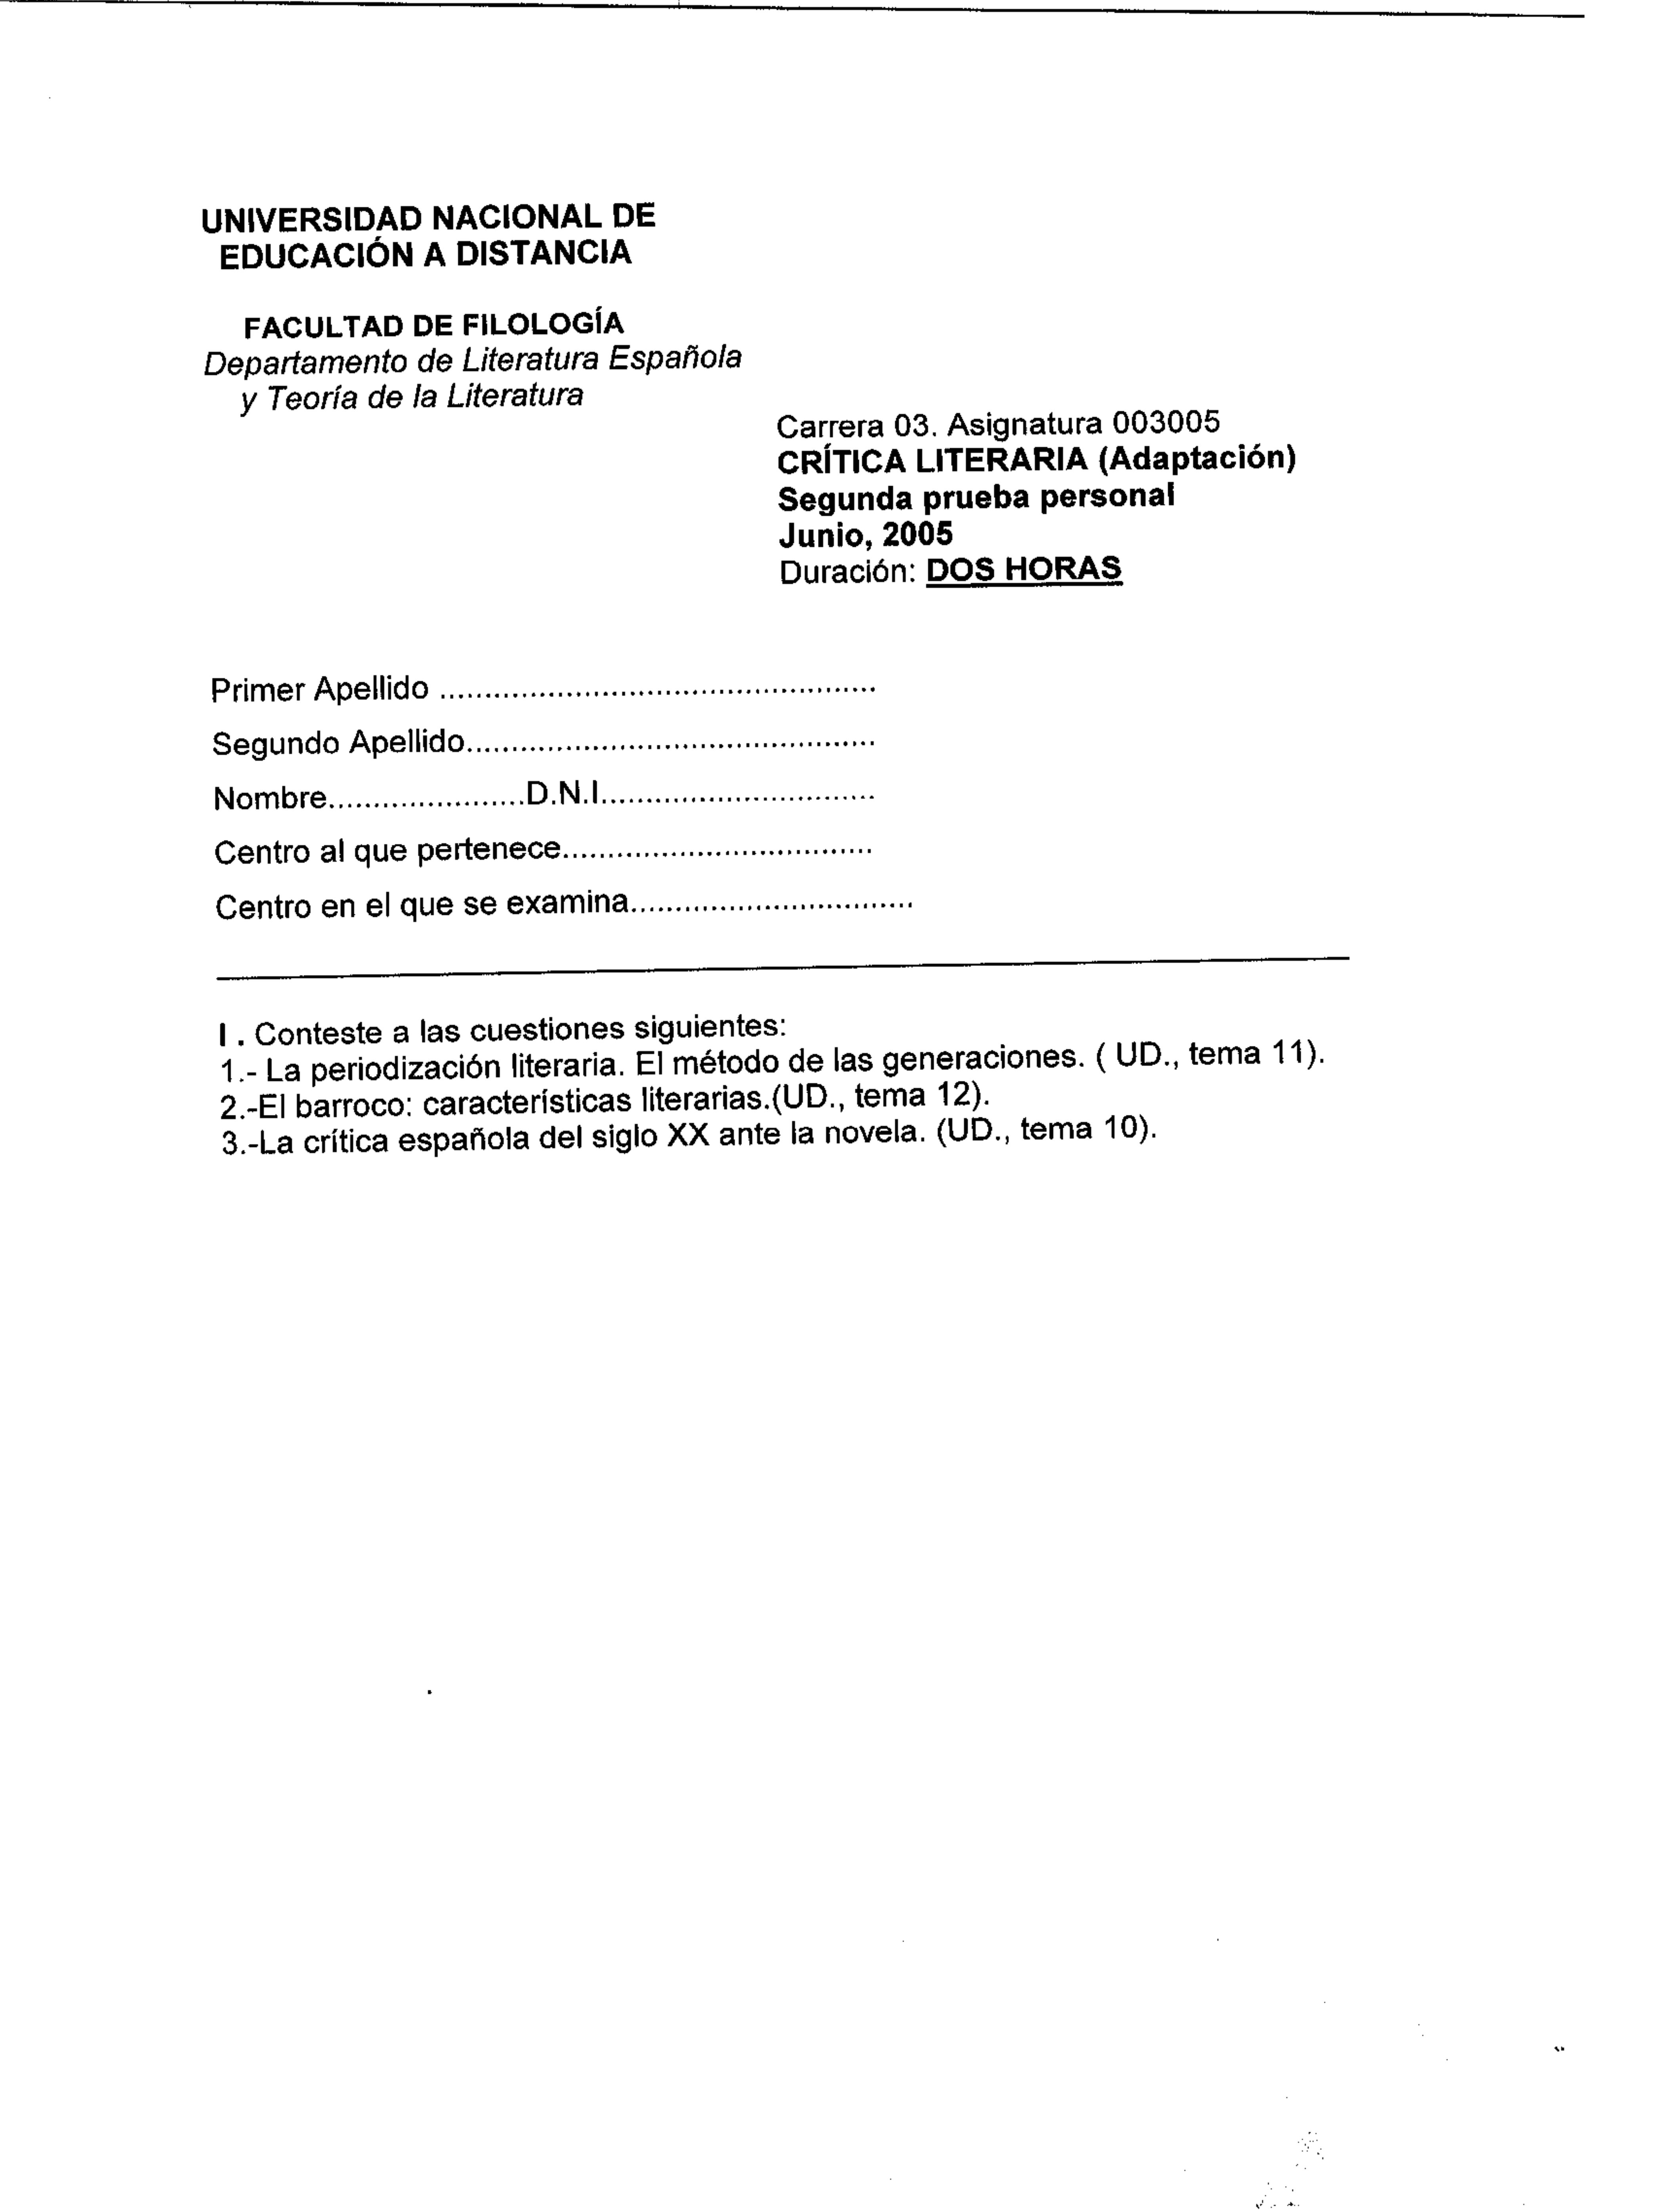 UNIVERSIDAD NACIONAL DE
EDUCACIÓN A DISTANCIA
FACULTAD DE FILOLOGÍA
Departamento de Literatura Española
y Teoría de la Literatura
Carrera 03. Asignatura 003005
CRÍTICA LITERARIA (Adaptación)
Segunda prueba personal
Junio, 2005
Duración: DOS HORAS
Primer Apellido ................................................
Segundo Apellido.............................................
Nombre......................D.N.I..............................
Centro al que pertenece..................................
Centro en el que se examina...............................
I . Conteste a las cuestiones siguientes:
1.- La periodización literaria. El método de las generaciones. ( UD., tema 11).
2.-El barroco: características literarias.(UD., tema 12).
3.-La crítica española del siglo XX ante la novela. (UD., tema 10).